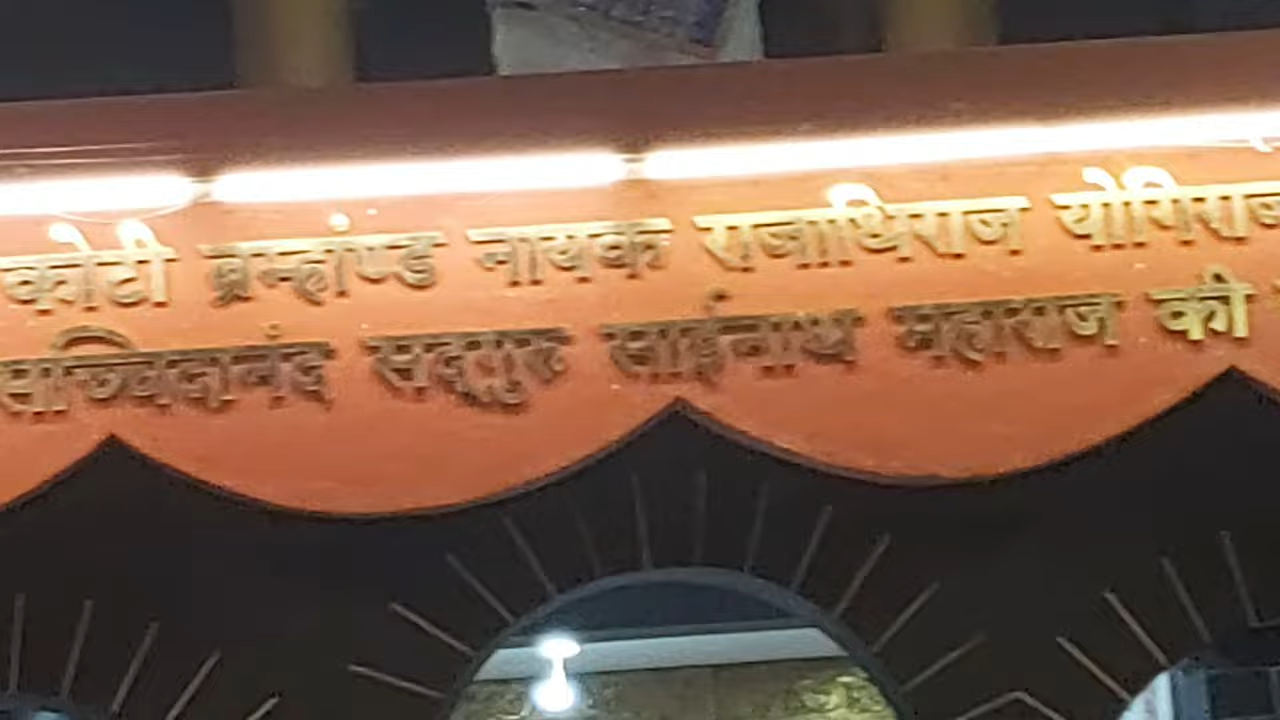 कोटी ब्रम्हांण्ड नायक राजाधिराज योगिराज
सच्चिदानंद सद्गुरु साईनाथ महाराज की